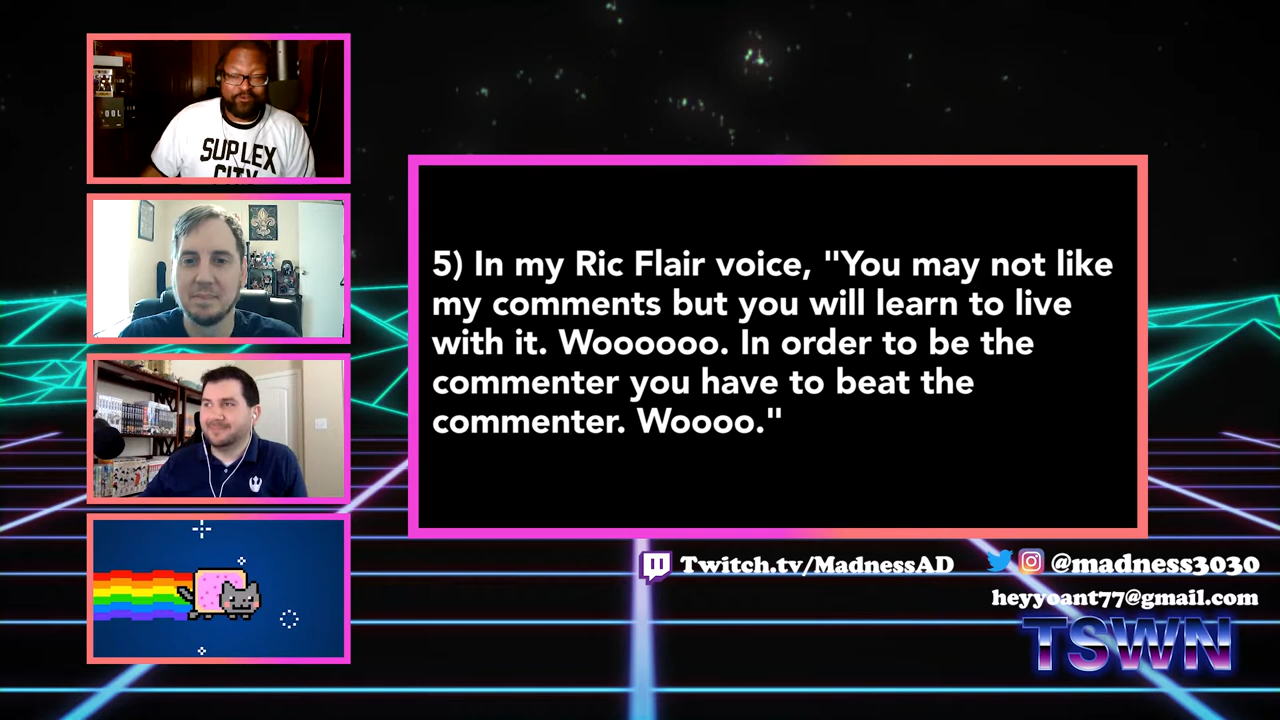 OOL
SUPLEX
CITY
5) In my Ric Flair voice, "You may not like
my comments but you will learn to live
with it. Woooooo. In order to be the
commenter you have to beat the
commenter. Woooo."
Twitch.tv/MadnessAD
@madness3030
heyyoant77@gmail.com
TSWN